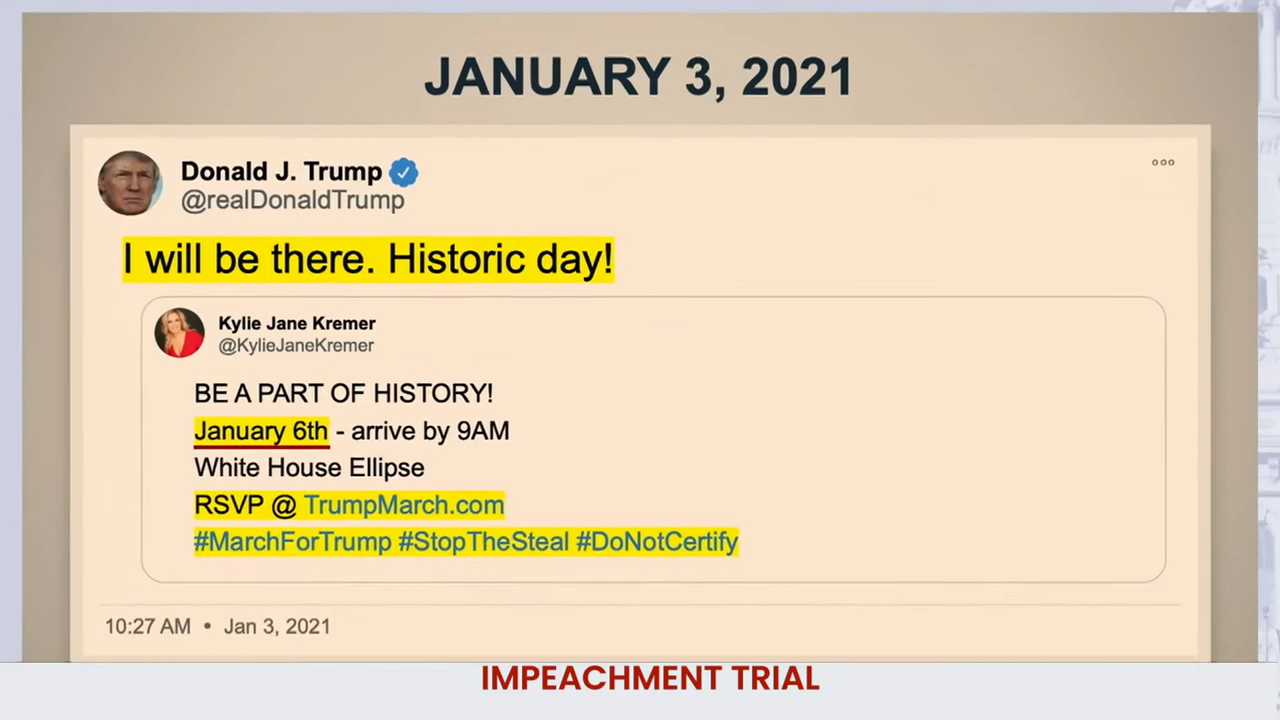 JANUARY 3, 2021
Donald J. Trump
@realDonaldTrump
I will be there. Historic day!
Kylie Jane Kremer
@KylieJaneKremer
BE A PART OF HISTORY!
January 6th - arrive by 9AM
White House Ellipse
RSVP @ TrumpMarch.com
#MarchForTrump #StopTheSteal #DoNotCertify
10:27 AM • Jan 3, 2021
IMPEACHMENT TRIAL